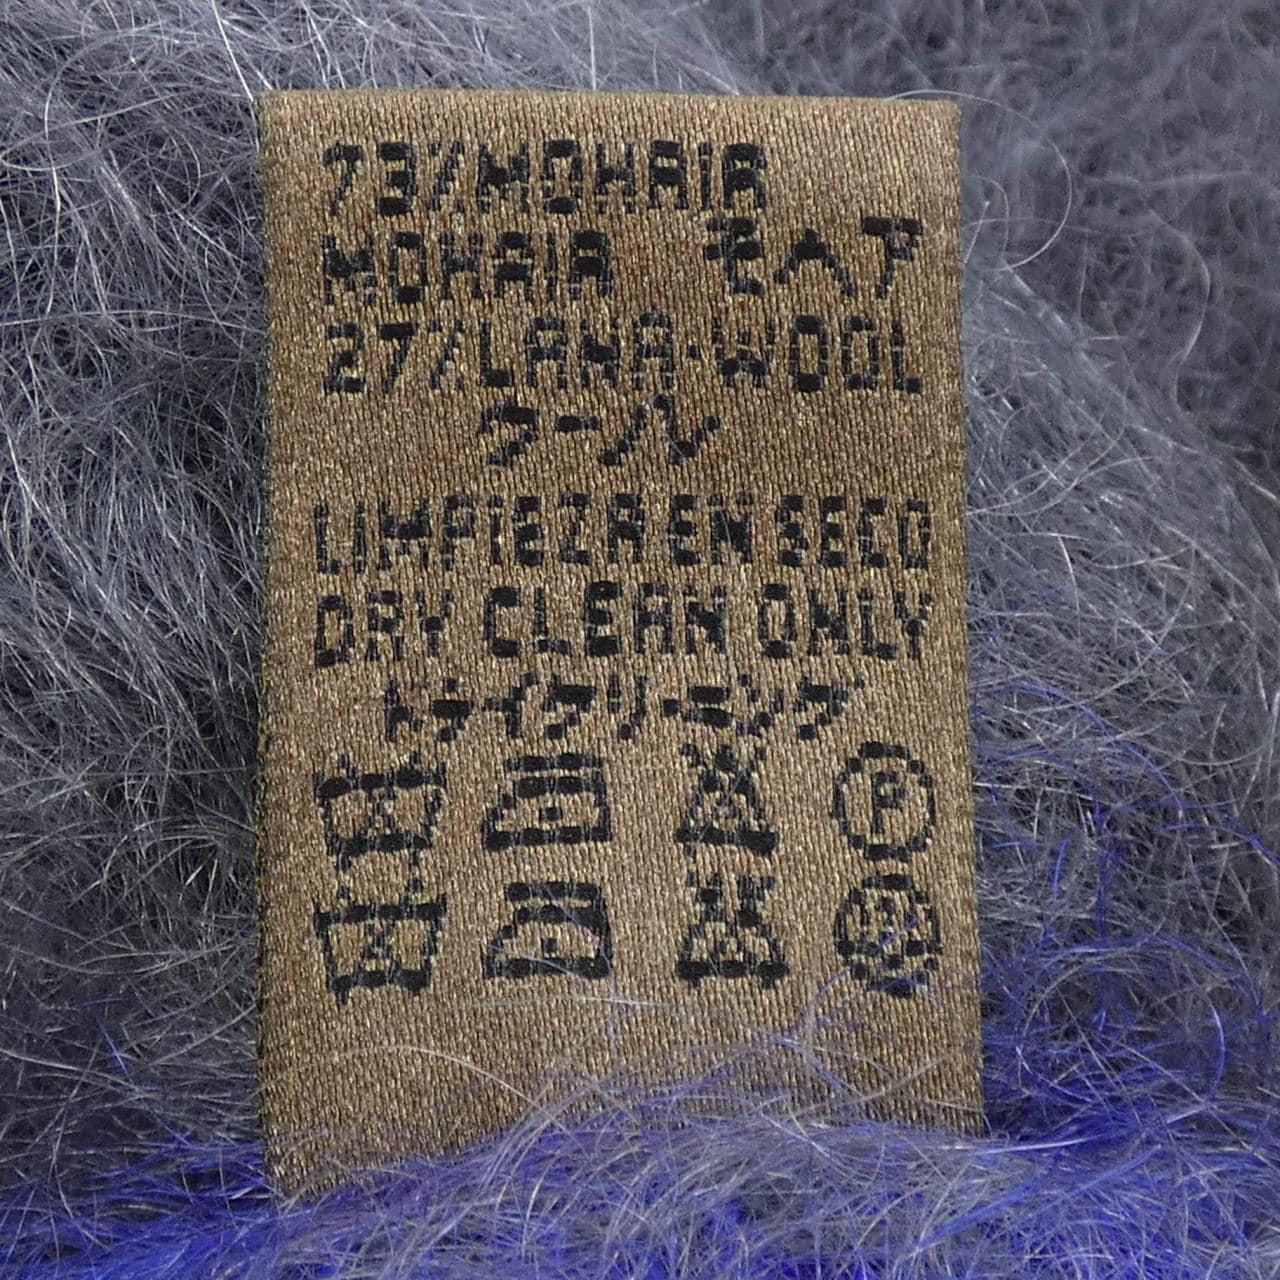 73%MOHAIR
MOHAIR モヘア
27%LANA-WOOL
ウール
LIMPIEZA EN SECO
DRY CLEAN ONLY
ドライクリーニング
P